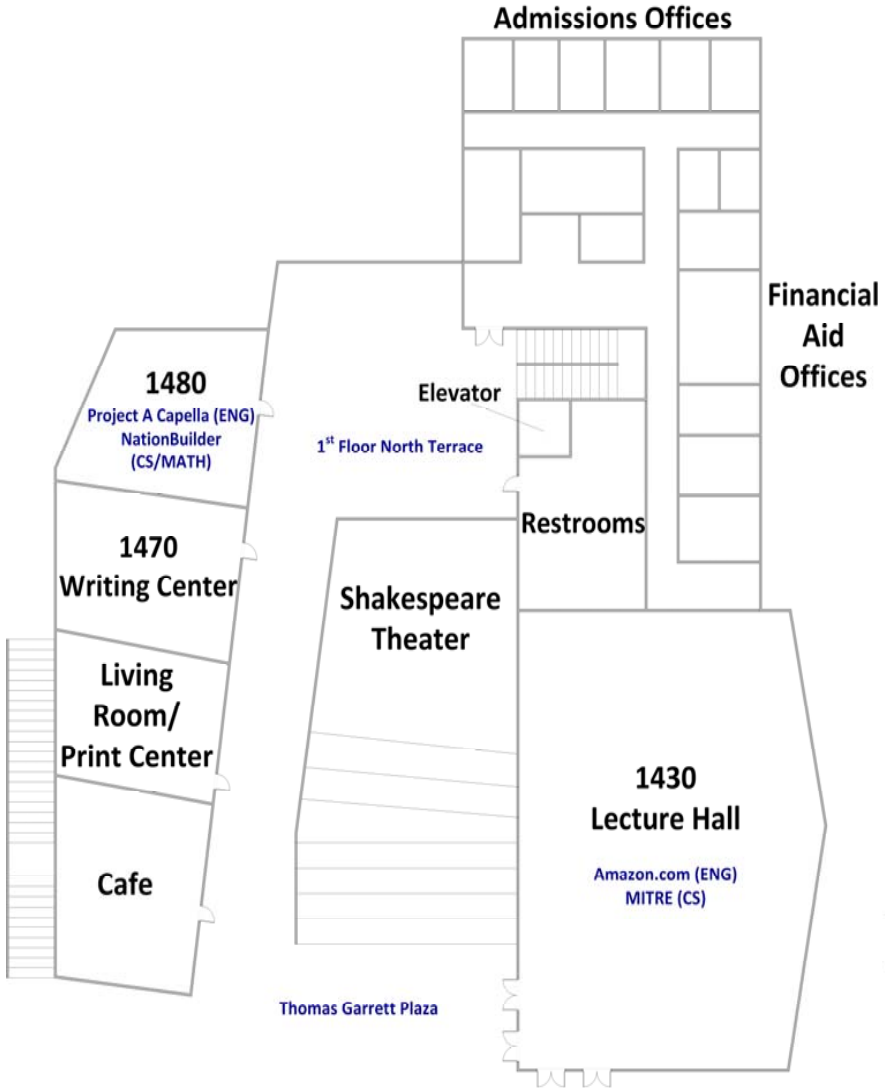 Admissions Offices
Financial
Aid
Offices
1480
Project A Capella (ENG)
NationBuilder
(CS/MATH)
Elevator
1st Floor North Terrace
Restrooms
1470
Writing Center
Shakespeare
Theater
Living
Room/
Print Center
1430
Lecture Hall
Amazon.com (ENG)
MITRE (CS)
Cafe
Thomas Garrett Plaza